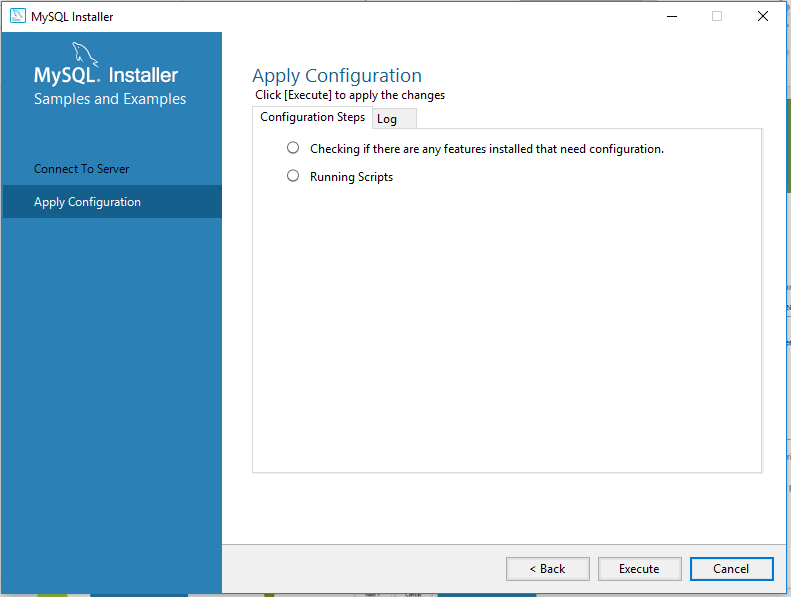 MySQL Installer
MySQL. Installer
Samples and Examples
Connect To Server
Apply Configuration
Apply Configuration
Click [Execute] to apply the changes
Configuration Steps
Log
Checking if there are any features installed that need configuration.
Running Scripts
< Back
Execute
Cancel